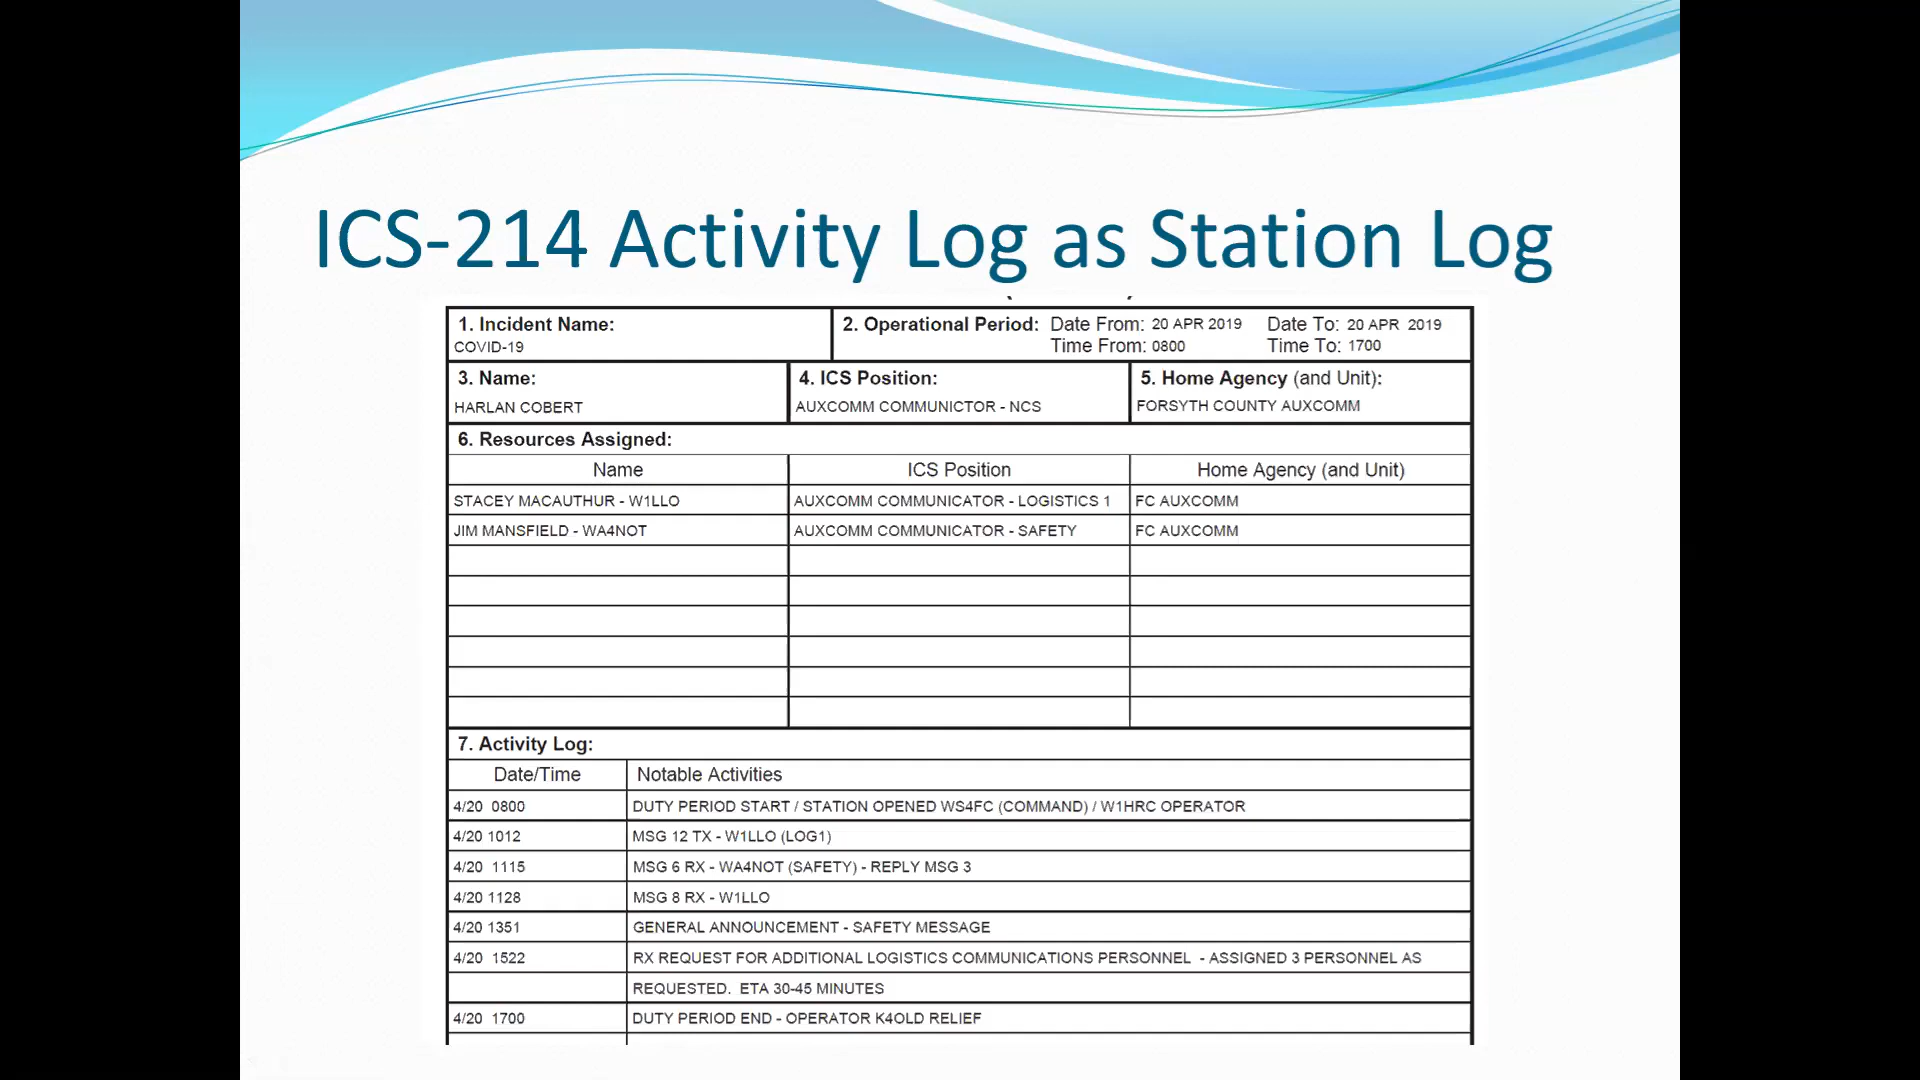 ICS-214 Activity Log as Station Log
1. Incident Name:
COVID-19
2. Operational Period: Date From: 20 APR 2019 Date To: 20 APR 2019
Time From: 0800 Time To: 1700
3. Name:
HARLAN COBERT
4. ICS Position:
AUXCOMM COMMUNICTOR - NCS
5. Home Agency (and Unit):
FORSYTH COUNTY AUXCOMM
6. Resources Assigned:
Name ICS Position Home Agency (and Unit)
STACEY MACAUTHUR - W1LLO AUXCOMM COMMUNICATOR - LOGISTICS 1 FC AUXCOMM
JIM MANSFIELD - WA4NOT AUXCOMM COMMUNICATOR - SAFETY FC AUXCOMM
7. Activity Log:
Date/Time Notable Activities
4/20 0800 DUTY PERIOD START / STATION OPENED WS4FC (COMMAND) / W1HRC OPERATOR
4/20 1012 MSG 12 TX - W1LLO (LOG1)
4/20 1115 MSG 6 RX - WA4NOT (SAFETY) - REPLY MSG 3
4/20 1128 MSG 8 RX - W1LLO
4/20 1351 GENERAL ANNOUNCEMENT - SAFETY MESSAGE
4/20 1522 RX REQUEST FOR ADDITIONAL LOGISTICS COMMUNICATIONS PERSONNEL - ASSIGNED 3 PERSONNEL AS
REQUESTED. ETA 30-45 MINUTES
4/20 1700 DUTY PERIOD END - OPERATOR K4OLD RELIEF